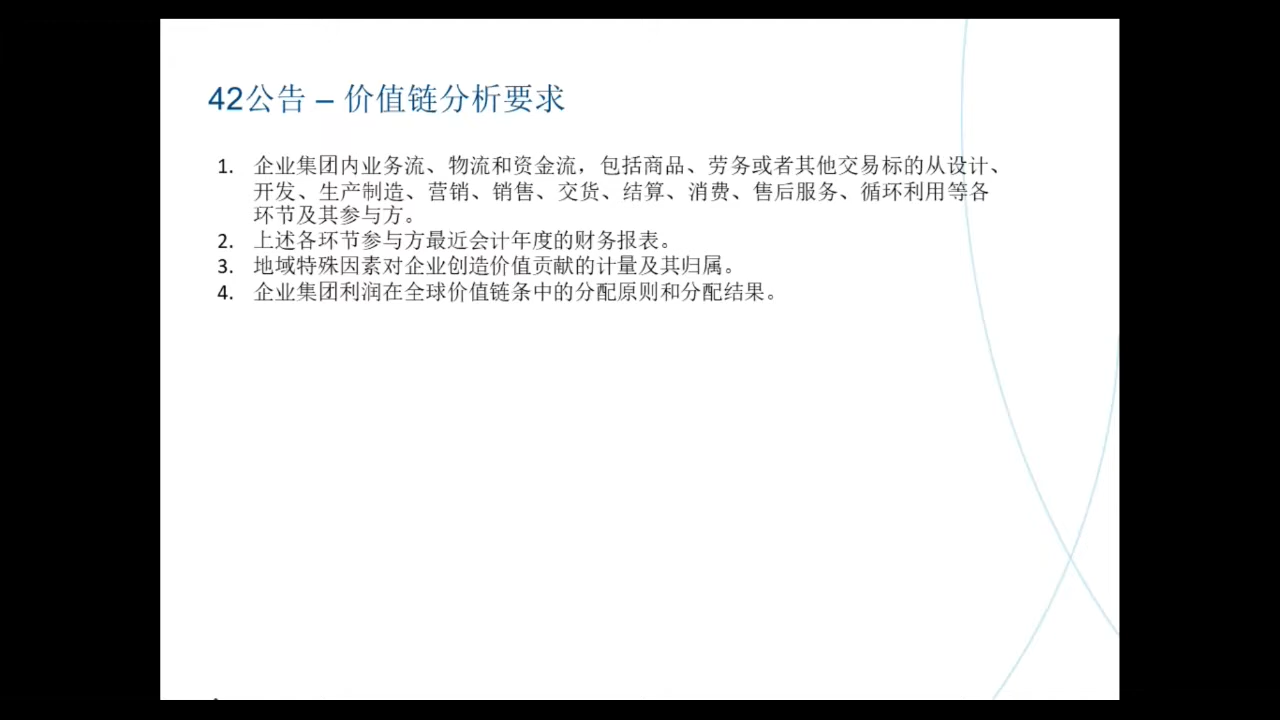 42公告 – 价值链分析要求
1. 企业集团内业务流、物流和资金流，包括商品、劳务或者其他交易标的从设计、
开发、生产制造、营销、销售、交货、结算、消费、售后服务、循环利用等各
环节及其参与方。
2. 上述各环节参与方最近会计年度的财务报表。
3. 地域特殊因素对企业创造价值贡献的计量及其归属。
4. 企业集团利润在全球价值链条中的分配原则和分配结果。